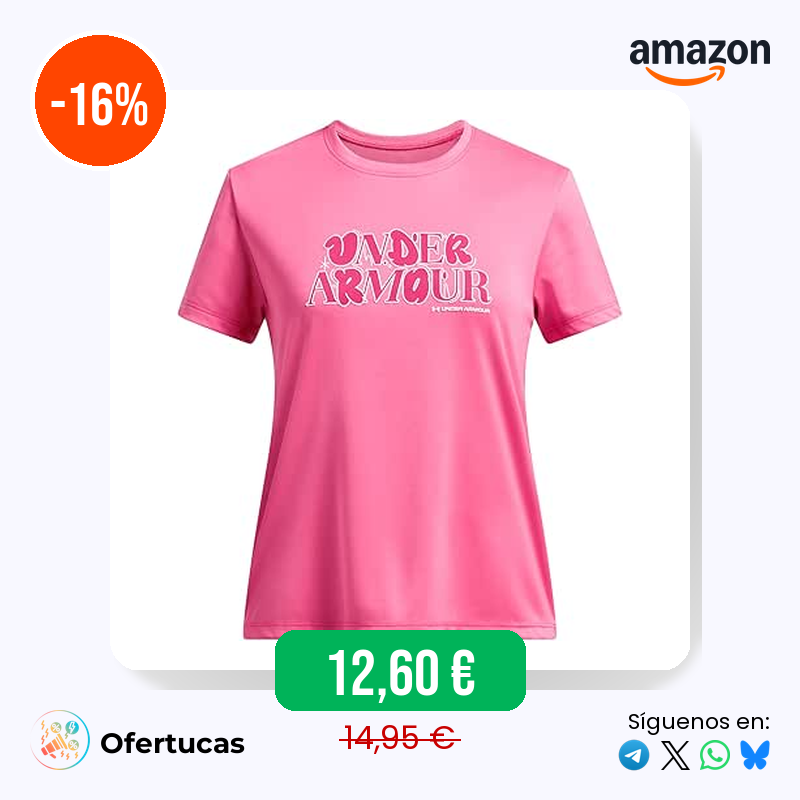 -16%
amazon
UNDER
ARMOUR
UNDER ARMOUR
12,60 €
14,95 €
Ofertucas
Síguenos en: